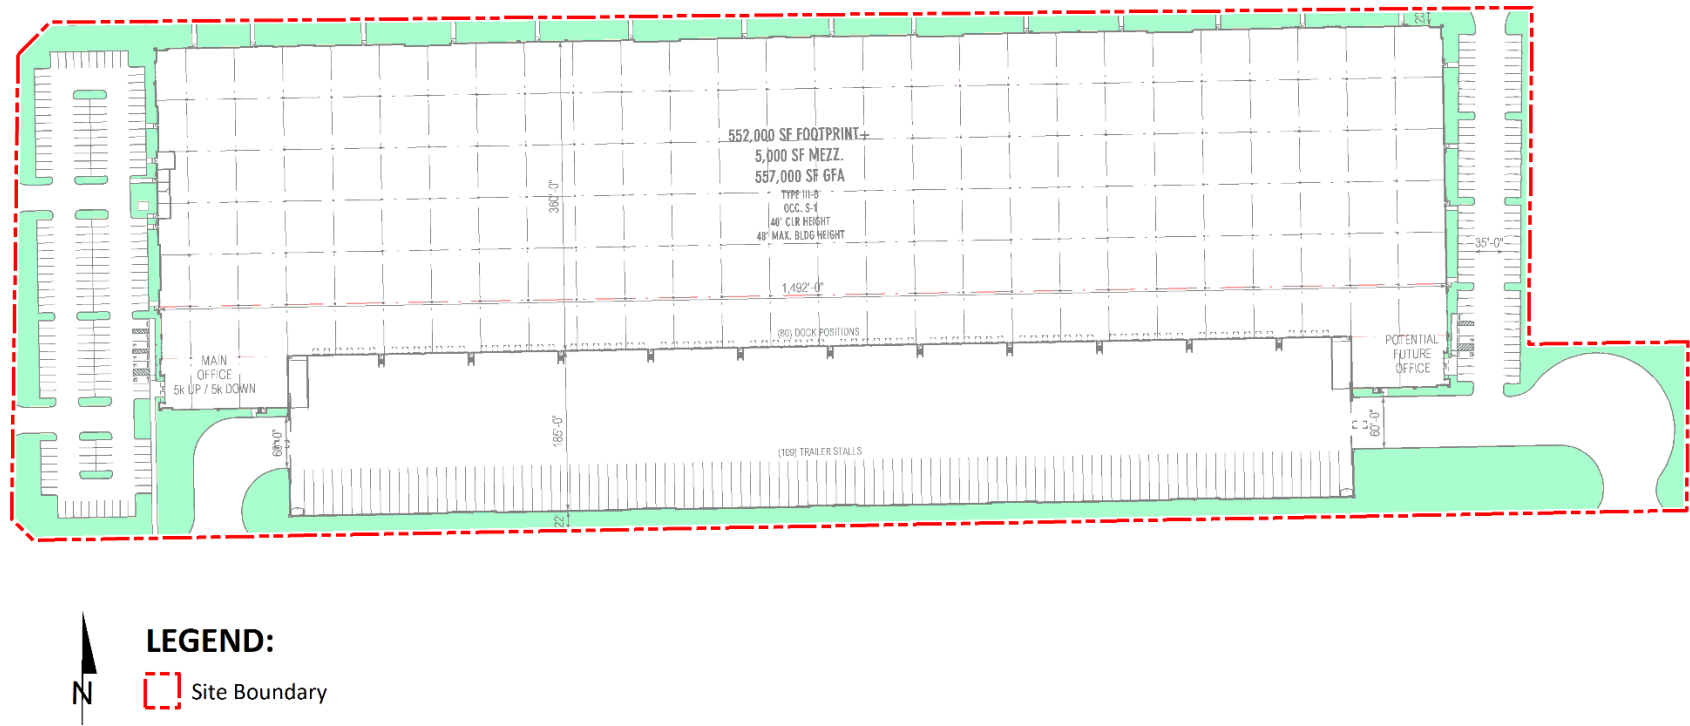 20'
552,000 SF FOOTPRINT+
5,000 SF MEZZ.
557,000 SF GFA
TYPE III-B
OCC. S-1
40' CLR HEIGHT
48' MAX. BLDG HEIGHT
360'-0"
35'-0"
1,492'-0"
(80) DOCK POSITIONS
MAIN
OFFICE
5k UP / 5k DOWN
POTENTIAL
FUTURE
OFFICE
60'-0"
185'-0"
60'-0"
(109) TRAILER STALLS
22'
N
LEGEND:
Site Boundary